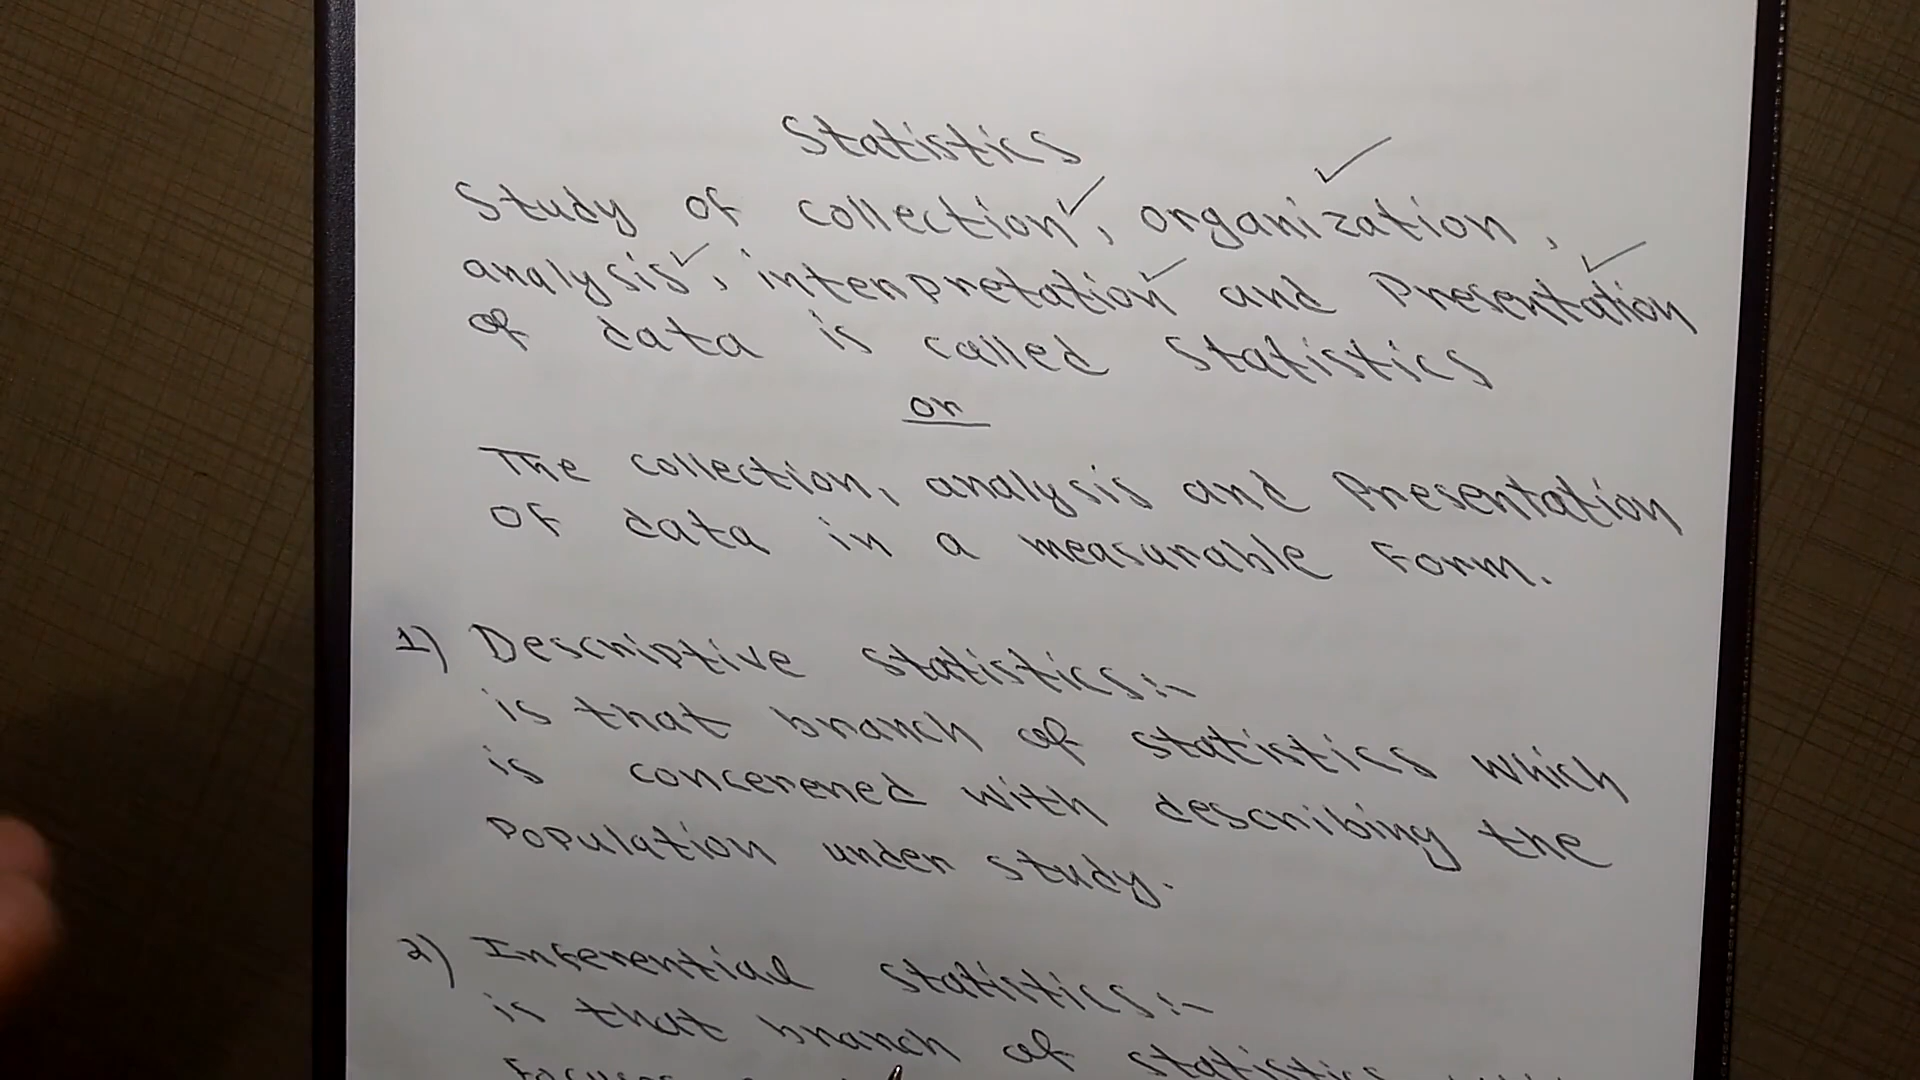 Statistics
Study of collection, organization,
analysis, interpretation and Presentation
of data is called Statistics
or
The collection, analysis and Presentation
of data in a measurable Form.
1) Descriptive Statistics:-
is that branch of statistics which
is concerened with describing the
Population under study.
2) Inferential Statistics:-
is that branch of statistics